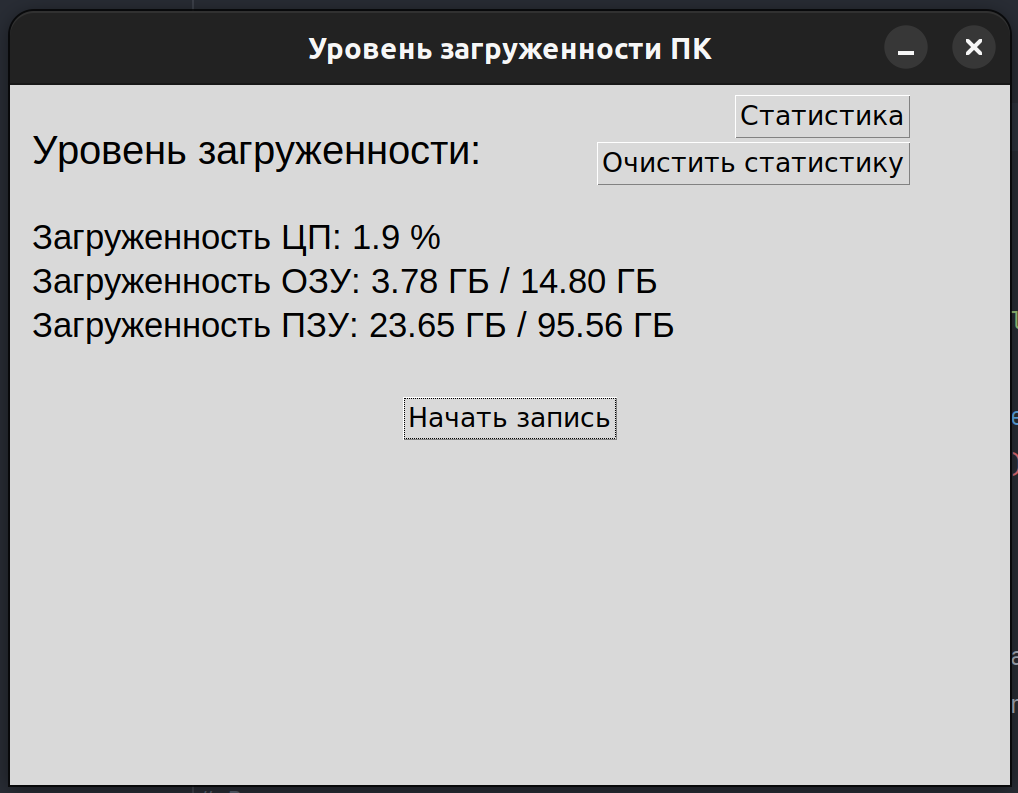 Уровень загруженности ПК
Статистика
Уровень загруженности:
Очистить статистику
Загруженность ЦП: 1.9 %
Загруженность ОЗУ: 3.78 ГБ / 14.80 ГБ
Загруженность ПЗУ: 23.65 ГБ / 95.56 ГБ
Начать запись